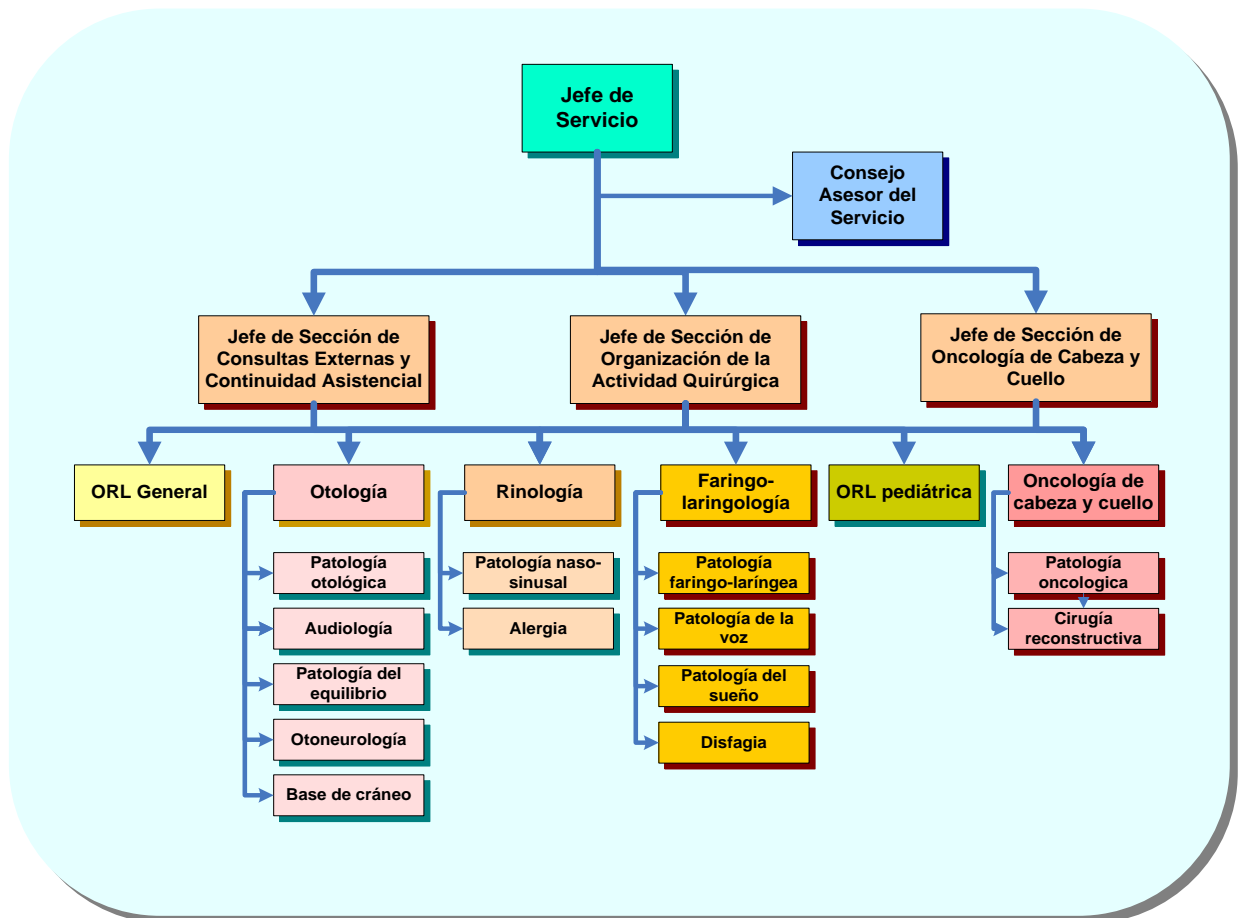 Jefe de
Servicio
Consejo
Asesor del
Servicio
Jefe de Sección de
Consultas Externas y
Continuidad Asistencial
Jefe de Sección de
Organización de la
Actividad Quirúrgica
Jefe de Sección de
Oncología de Cabeza y
Cuello
ORL General
Otología
Rinología
Faringo-
laringología
ORL pediátrica
Oncología de
cabeza y cuello
Patología
otológica
Audiología
Patología del
equilibrio
Otoneurología
Base de cráneo
Patología naso-
sinusal
Alergia
Patología
faringo-laríngea
Patología de la
voz
Patología del
sueño
Disfagia
Patología
oncologica
Cirugía
reconstructiva